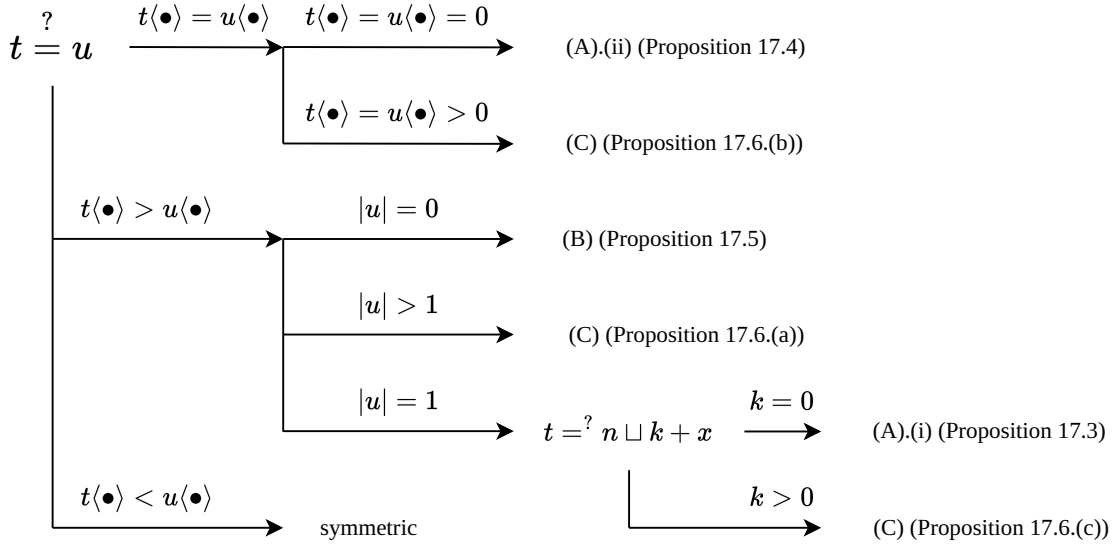 t ≟ u
t⟨•⟩ = u⟨•⟩
t⟨•⟩ = u⟨•⟩ = 0
(A).(ii) (Proposition 17.4)
t⟨•⟩ = u⟨•⟩ > 0
(C) (Proposition 17.6.(b))
t⟨•⟩ > u⟨•⟩
|u| = 0
(B) (Proposition 17.5)
|u| > 1
(C) (Proposition 17.6.(a))
|u| = 1
t =? n ⊔ k + x
k = 0
(A).(i) (Proposition 17.3)
k > 0
(C) (Proposition 17.6.(c))
t⟨•⟩ < u⟨•⟩
symmetric